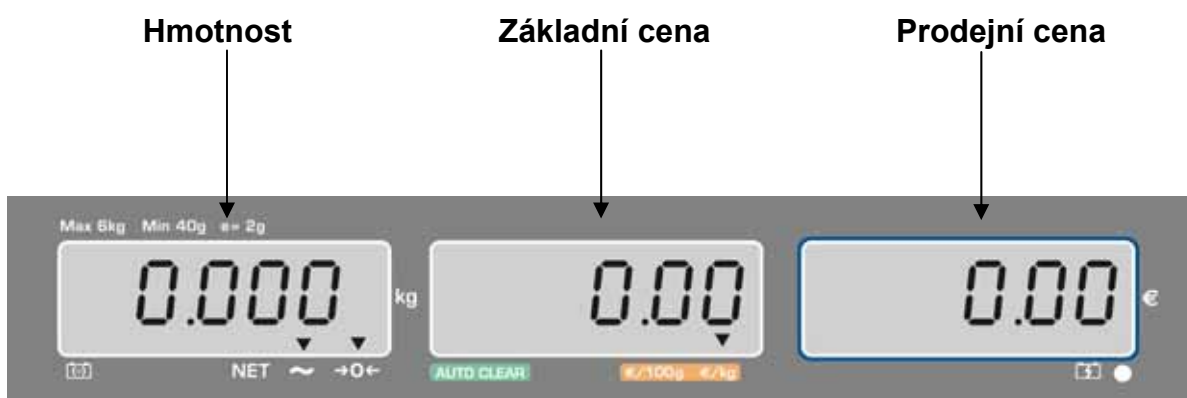 Hmotnost Základní cena Prodejní cena
Max 6kg Min 40g e= 2g
0.000 kg 0.00 0.00 €
NET ~ →0← AUTO CLEAR €/100g €/kg